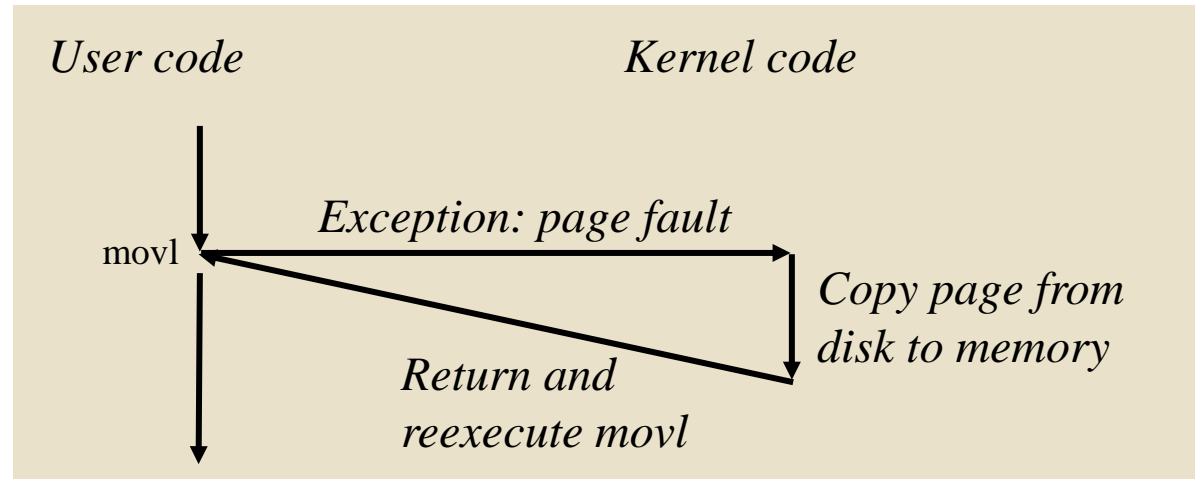 User code
Kernel code
Exception: page fault
movl
Copy page from
disk to memory
Return and
reexecute movl